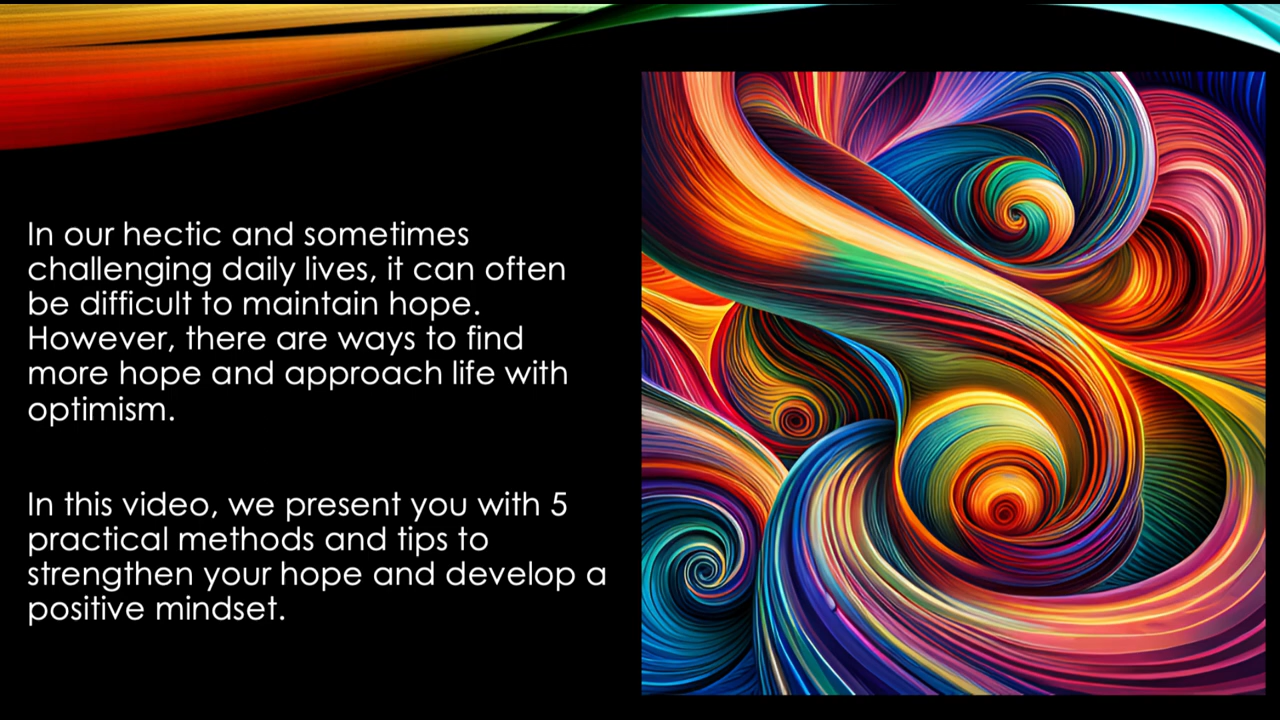 In our hectic and sometimes
challenging daily lives, it can often
be difficult to maintain hope.
However, there are ways to find
more hope and approach life with
optimism.
In this video, we present you with 5
practical methods and tips to
strengthen your hope and develop a
positive mindset.